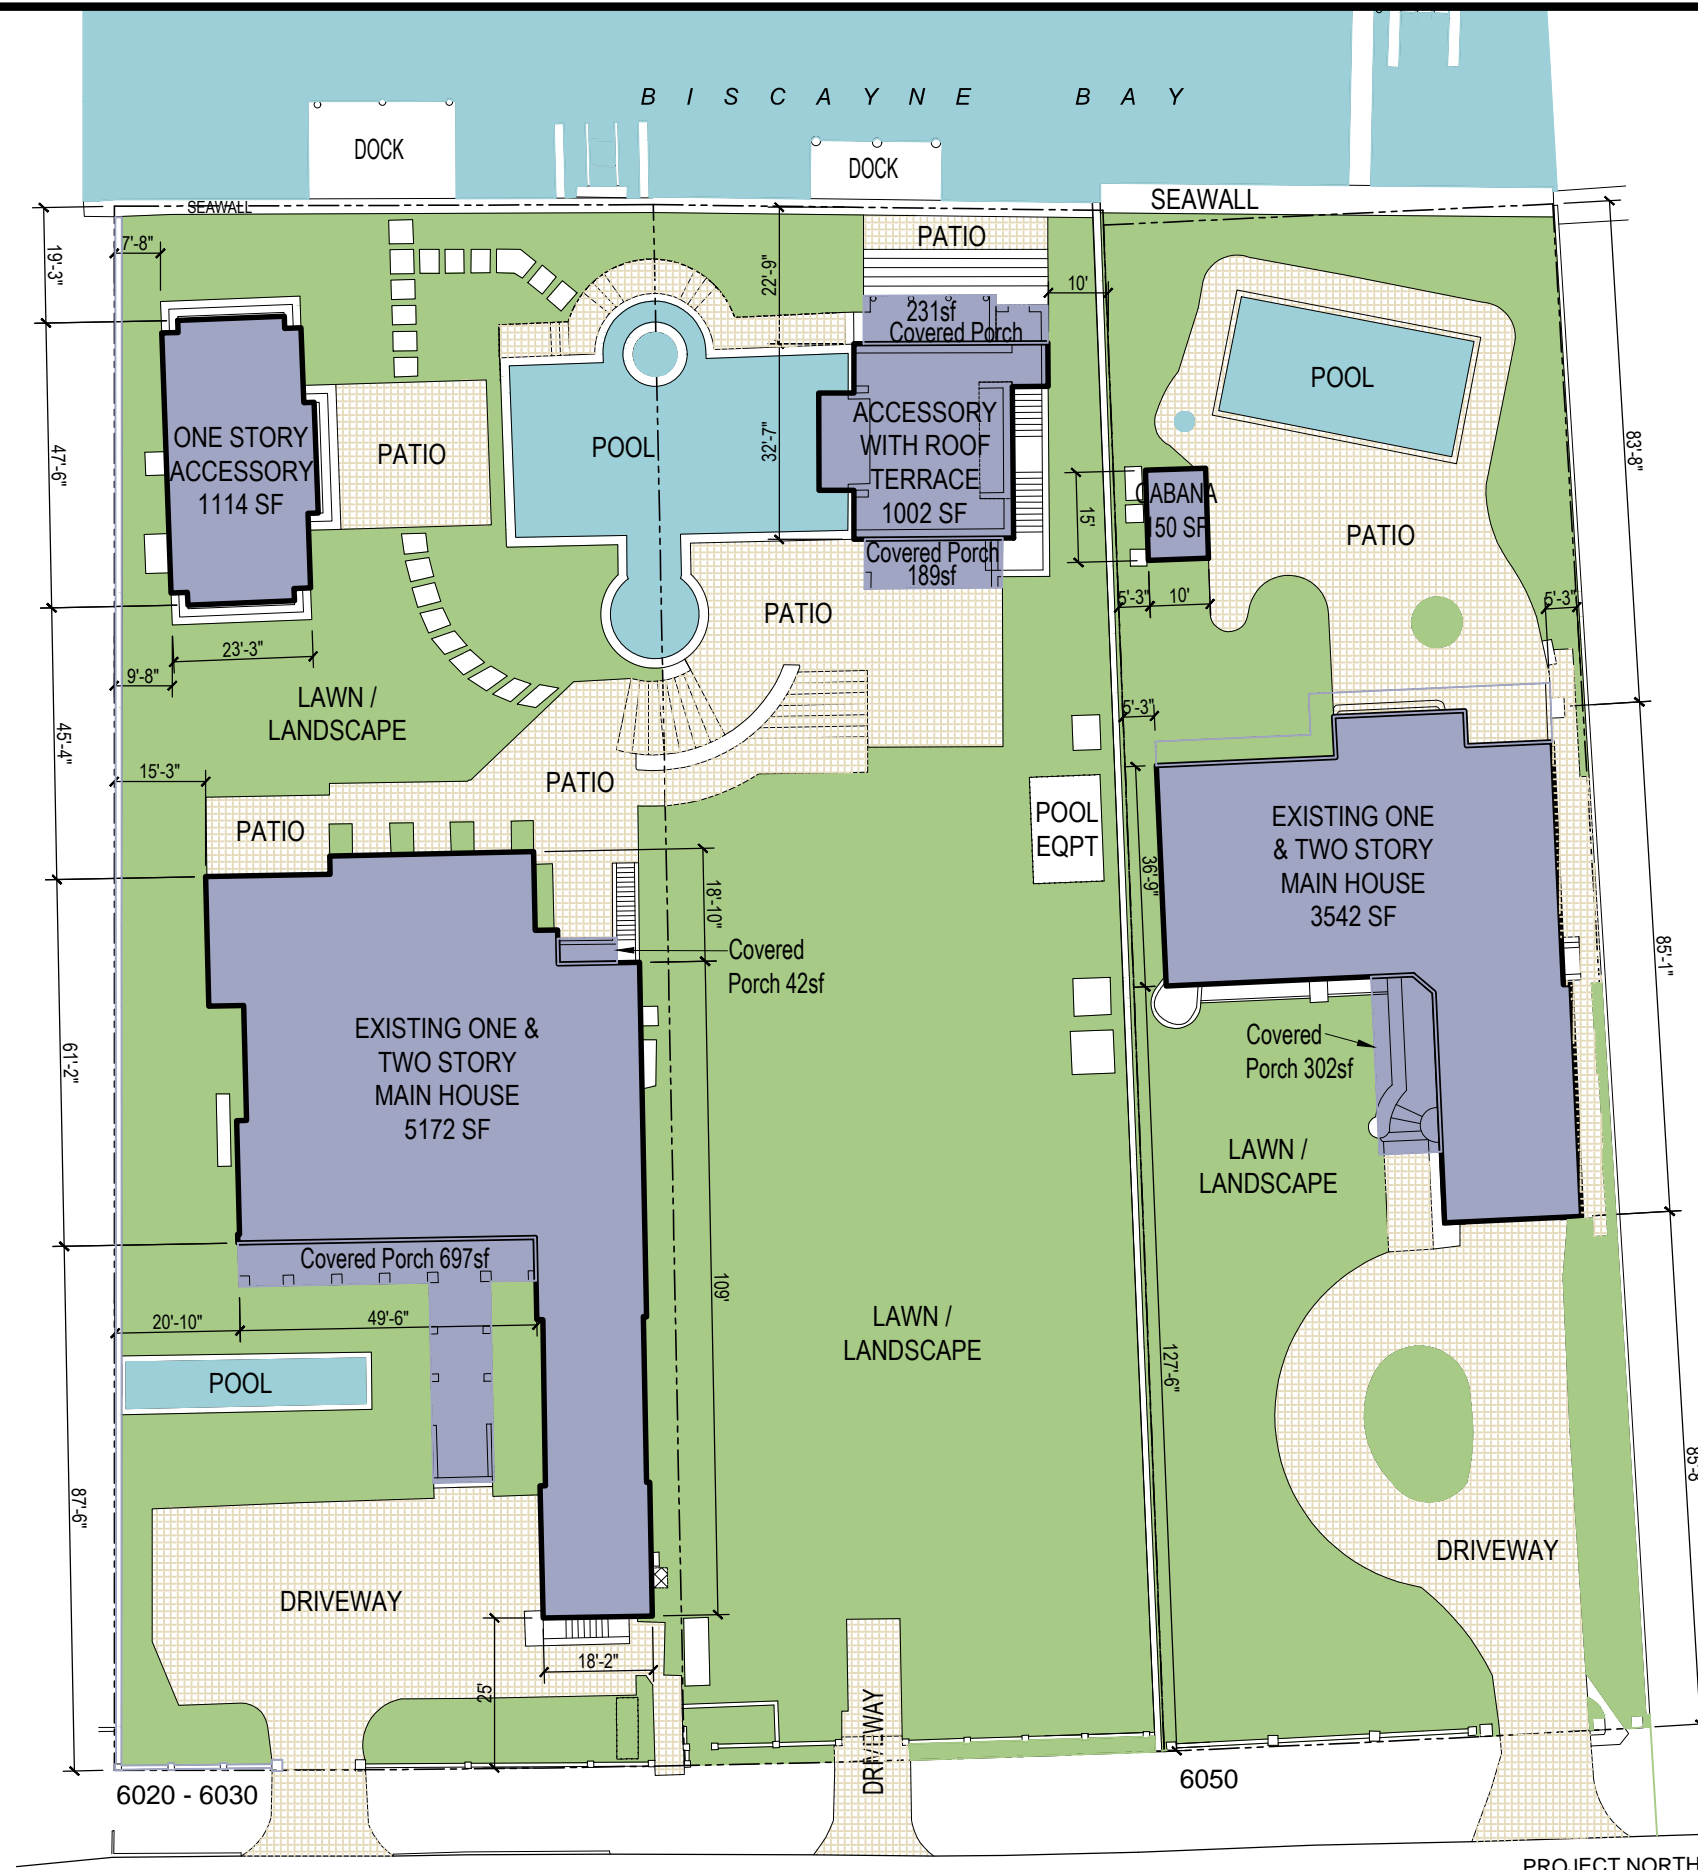 BISCAYNE BAY
DOCK
DOCK
SEAWALL
SEAWALL
PATIO
7'-8"
19'-3"
22'-9"
10'
231sf
Covered Porch
POOL
ONE STORY
ACCESSORY
1114 SF
PATIO
POOL
ACCESSORY
WITH ROOF
TERRACE
1002 SF
32'-7"
47'-6"
83'-8"
15'
CABANA
150 SF
PATIO
Covered Porch
189sf
5'-3"
10'
5'-3"
PATIO
23'-3"
9'-8"
LAWN /
LANDSCAPE
45'-4"
5'-3"
15'-3"
PATIO
PATIO
POOL
EQPT
EXISTING ONE
& TWO STORY
MAIN HOUSE
3542 SF
36'-9"
18'-10"
Covered
Porch 42sf
85'-1"
EXISTING ONE &
TWO STORY
MAIN HOUSE
5172 SF
61'-2"
Covered
Porch 302sf
LAWN /
LANDSCAPE
Covered Porch 697sf
109'
20'-10"
49'-6"
LAWN /
LANDSCAPE
127'-6"
POOL
87'-6"
85'-8
DRIVEWAY
DRIVEWAY
18'-2"
25'
DRIVEWAY
6020 - 6030
6050
PROJECT NORTH